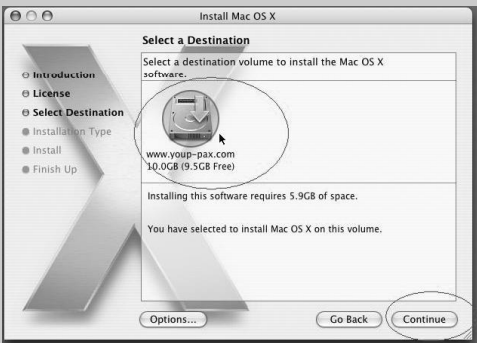 Install Mac OS X
Select a Destination
Introduction
License
Select Destination
Installation Type
Install
Finish Up
Select a destination volume to install the Mac OS X
software.
www.youp-pax.com
10.0GB (9.5GB Free)
Installing this software requires 5.9GB of space.
You have selected to install Mac OS X on this volume.
Options...
Go Back
Continue